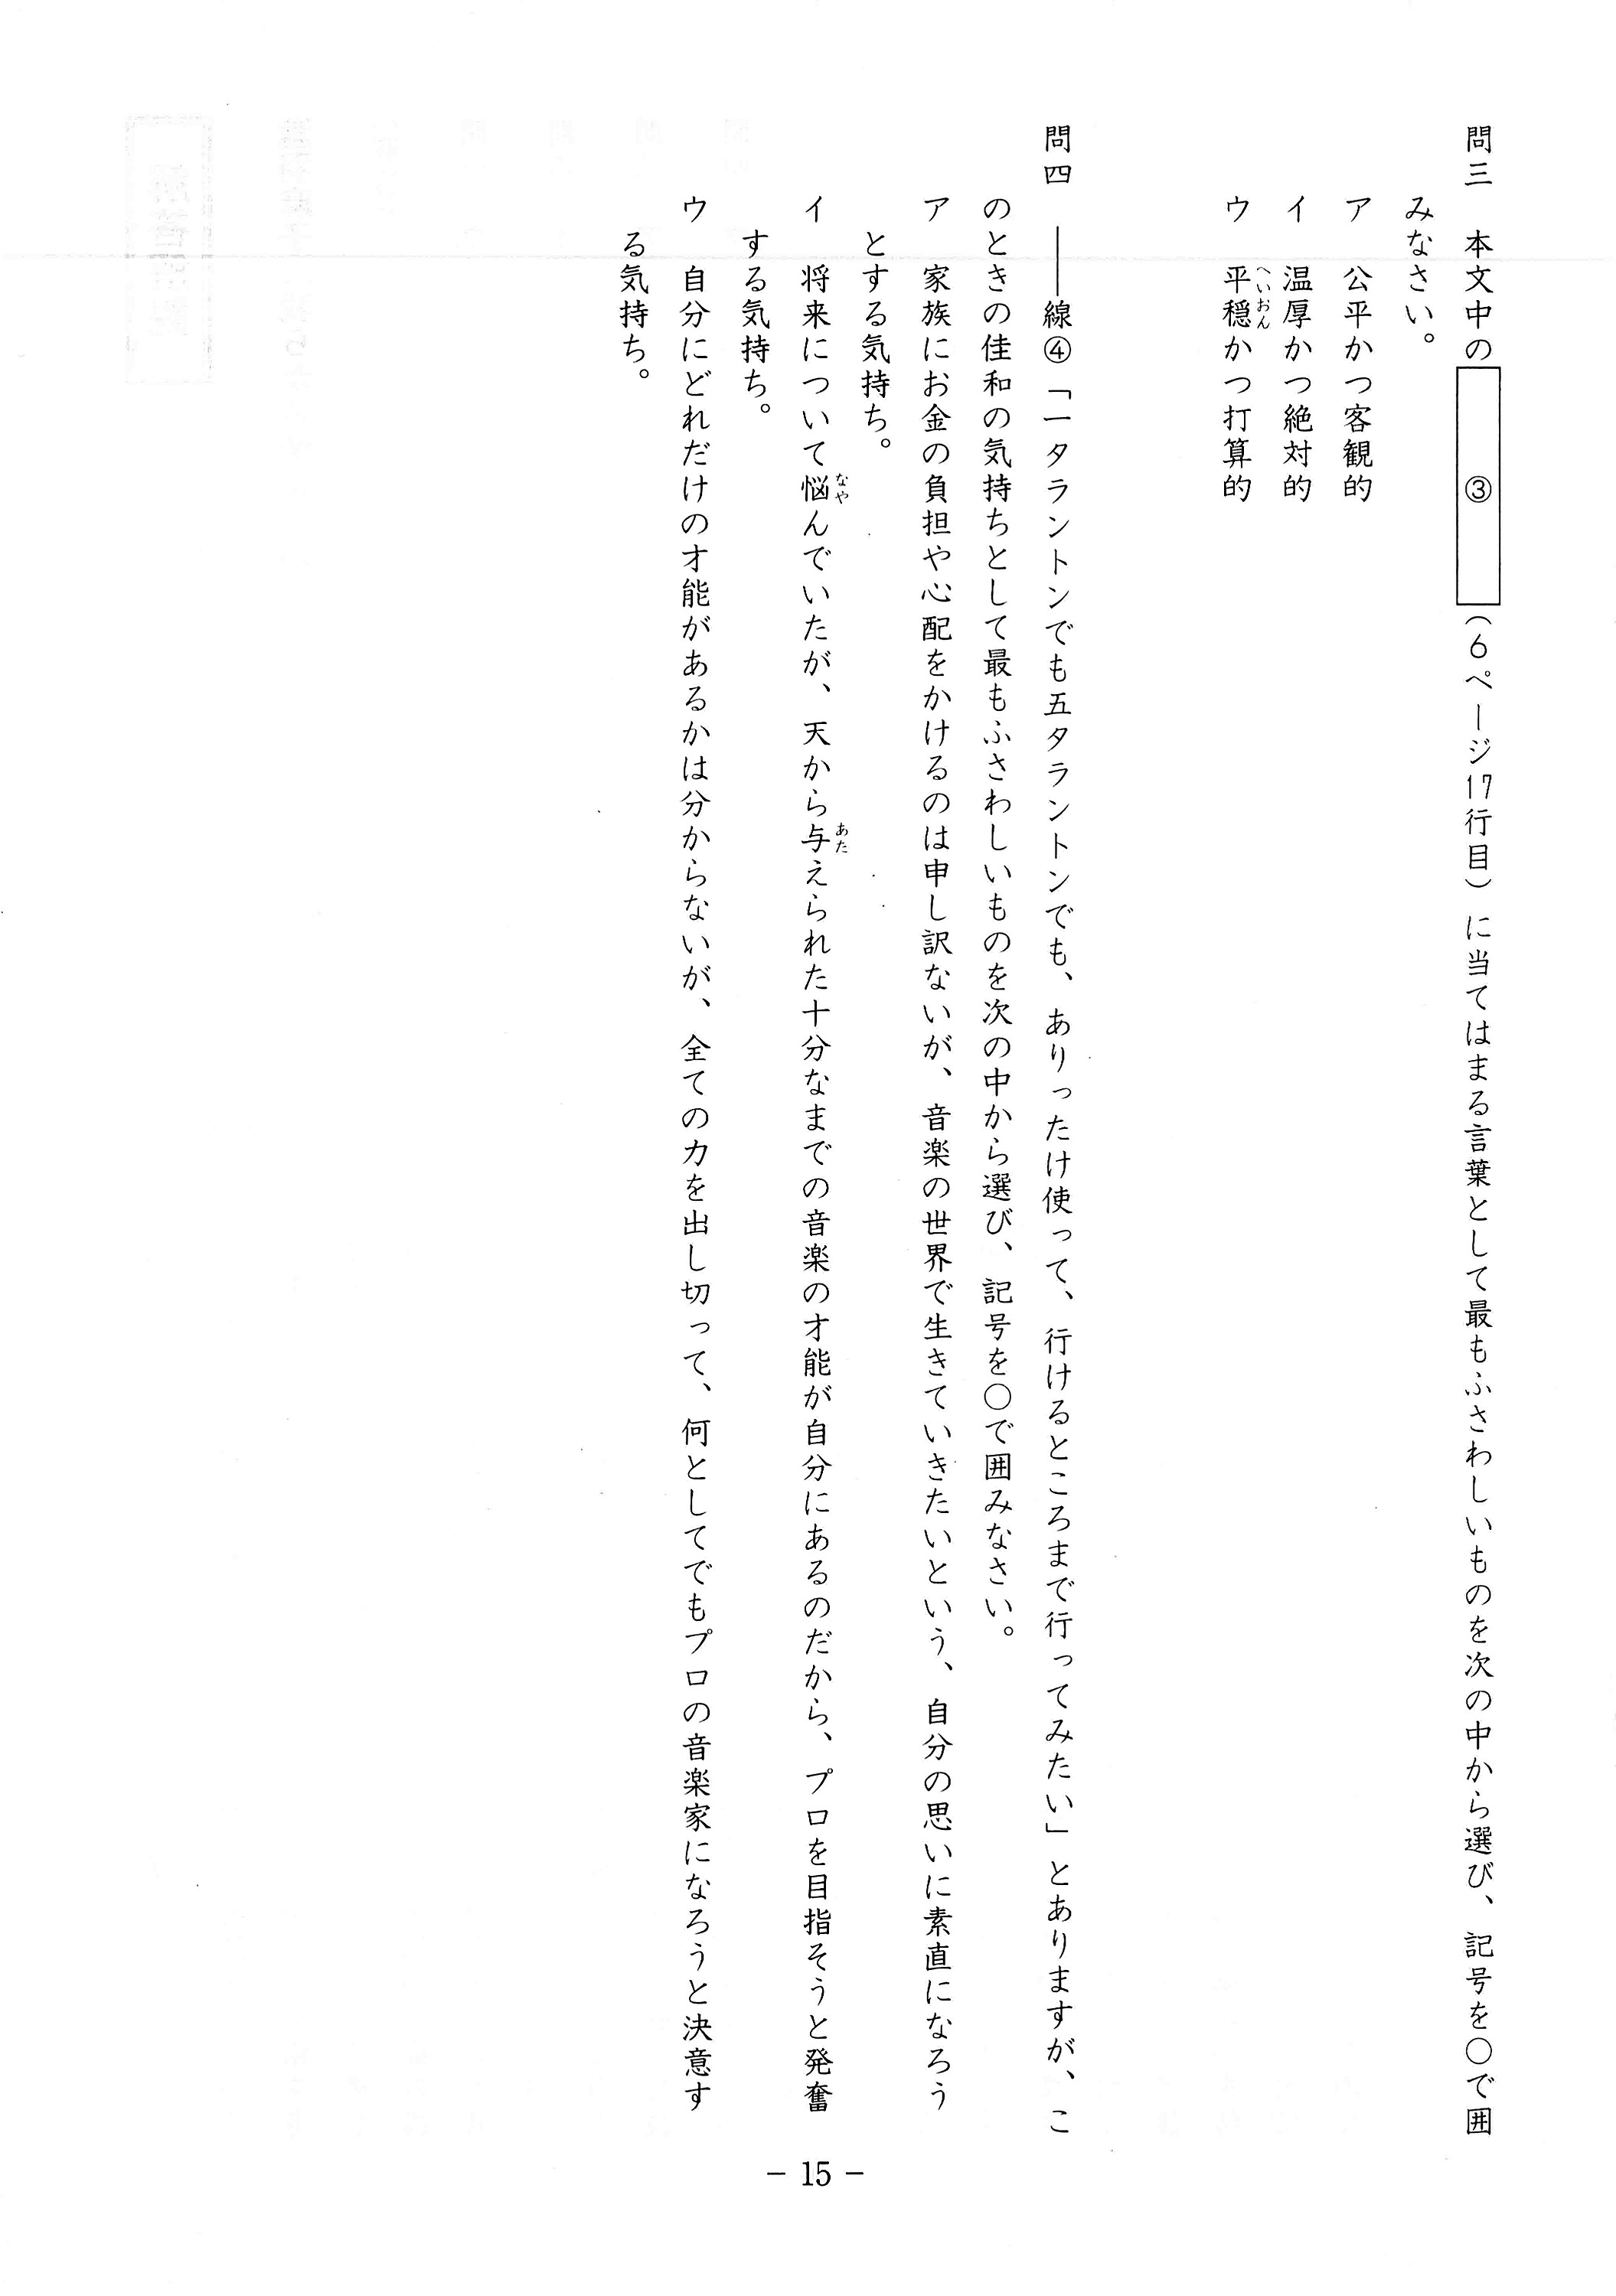 問三　本文中の　③　（６ページ17行目）に当てはまる言葉として最もふさわしいものを次の中から選び、記号を〇で囲
みなさい。
ア　公平かつ客観的
イ　温厚かつ絶対的
ウ　平穏かつ打算的
へいおん
問四　――線④「一タラントンでも五タラントンでも、ありったけ使って、行けるところまで行ってみたい」とありますが、こ
のときの佳和の気持ちとして最もふさわしいものを次の中から選び、記号を〇で囲みなさい。
ア　家族にお金の負担や心配をかけるのは申し訳ないが、音楽の世界で生きていきたいという、自分の思いに素直になろう
とする気持ち。
イ　将来について悩んでいたが、天から与えられた十分なまでの音楽の才能が自分にあるのだから、プロを目指そうと発奮
なや　あた
する気持ち。
ウ　自分にどれだけの才能があるかは分からないが、全ての力を出し切って、何としてでもプロの音楽家になろうと決意す
る気持ち。
– 15 –